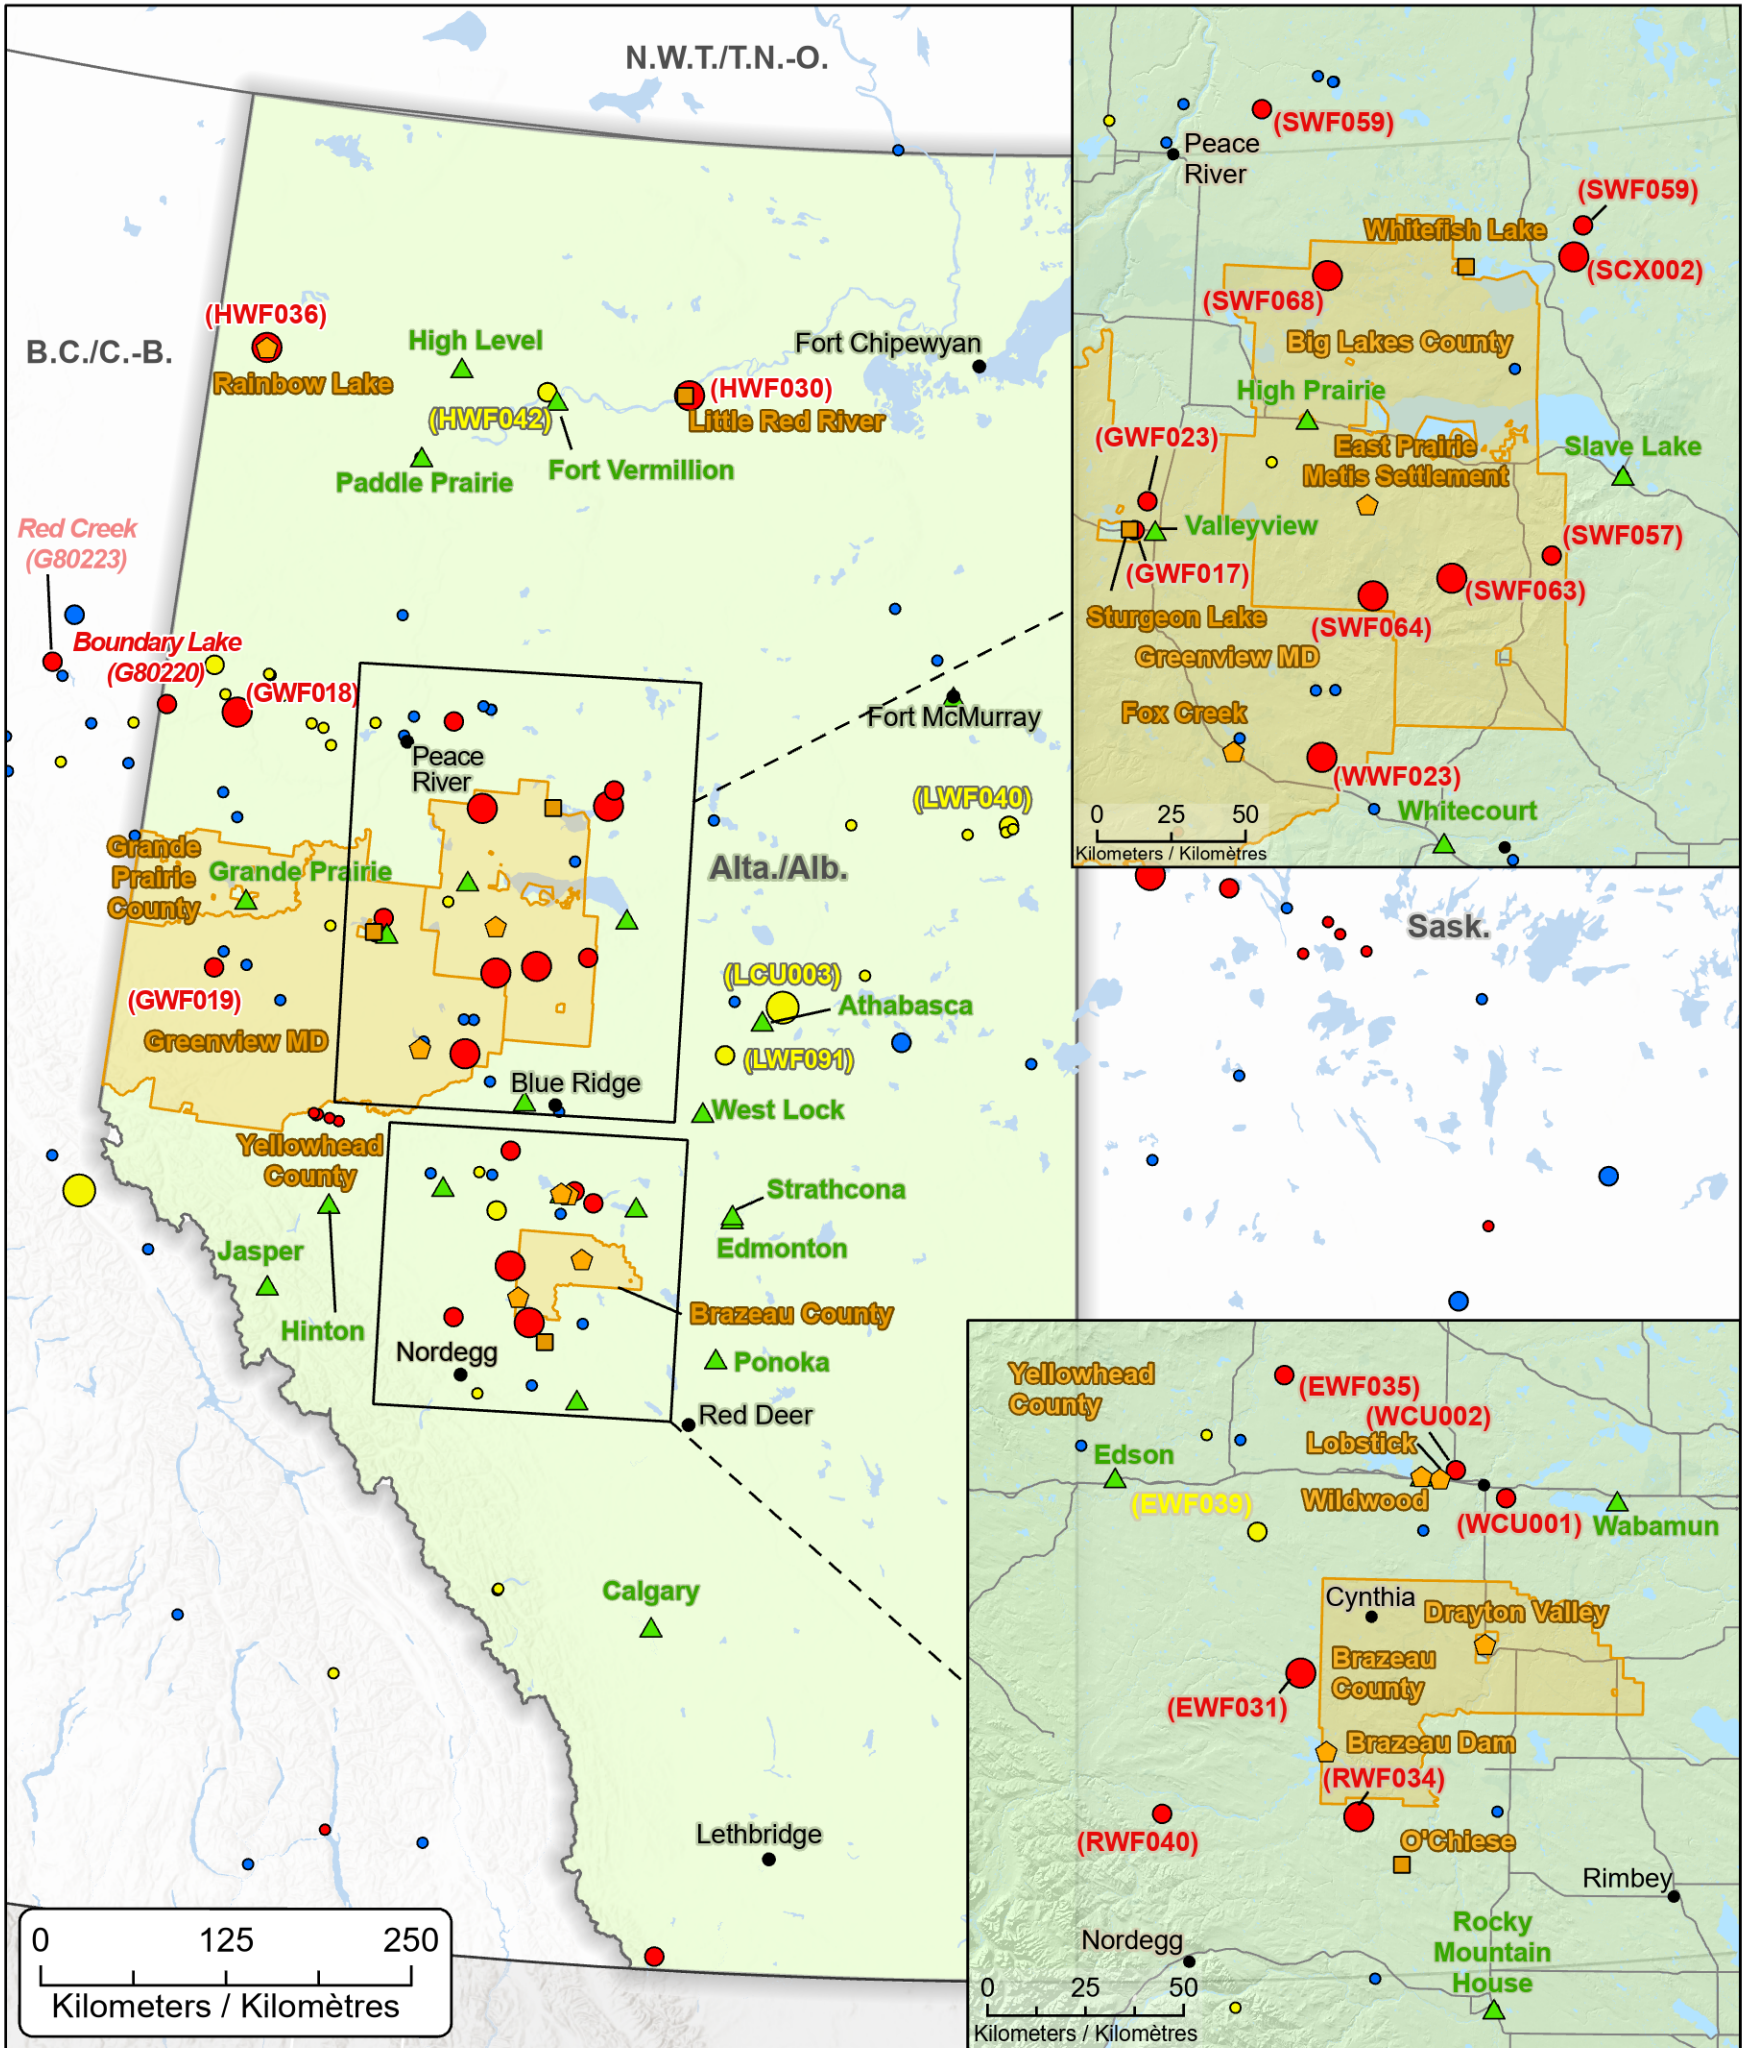 N.W.T./T.N.-O.
B.C./C.-B.
(HWF036)
Rainbow Lake
High Level
(HWF042)
Fort Vermillion
Paddle Prairie
Fort Chipewyan
(HWF030)
Little Red River
Red Creek
(G80223)
Boundary Lake
(G80220)
(GWF018)
Peace
River
Fort McMurray
(LWF040)
Alta./Alb.
Grande
Prairie
County
Grande Prairie
(GWF019)
Greenview MD
(LCU003)
Athabasca
(LWF091)
Blue Ridge
West Lock
Yellowhead
County
Strathcona
Edmonton
Jasper
Hinton
Brazeau County
Nordegg
Ponoka
Red Deer
Calgary
Lethbridge
Sask.
0 125 250
Kilometers / Kilomètres
(SWF059)
Peace
River
(SWF059)
Whitefish Lake
(SCX002)
(SWF068)
Big Lakes County
High Prairie
(GWF023)
East Prairie
Metis Settlement
Slave Lake
Valleyview
(SWF057)
(GWF017)
(SWF063)
Sturgeon Lake
(SWF064)
Greenview MD
Fox Creek
(WWF023)
Whitecourt
0 25 50
Kilometers / Kilomètres
Yellowhead
County
(EWF035)
(WCU002)
Lobstick
Edson
(EWF039)
Wildwood
(WCU001)
Wabamun
Cynthia
Drayton Valley
Brazeau
County
(EWF031)
Brazeau Dam
(RWF034)
(RWF040)
O'Chiese
Rimbey
Rocky
Mountain
House
Nordegg
0 25 50
Kilometers / Kilomètres